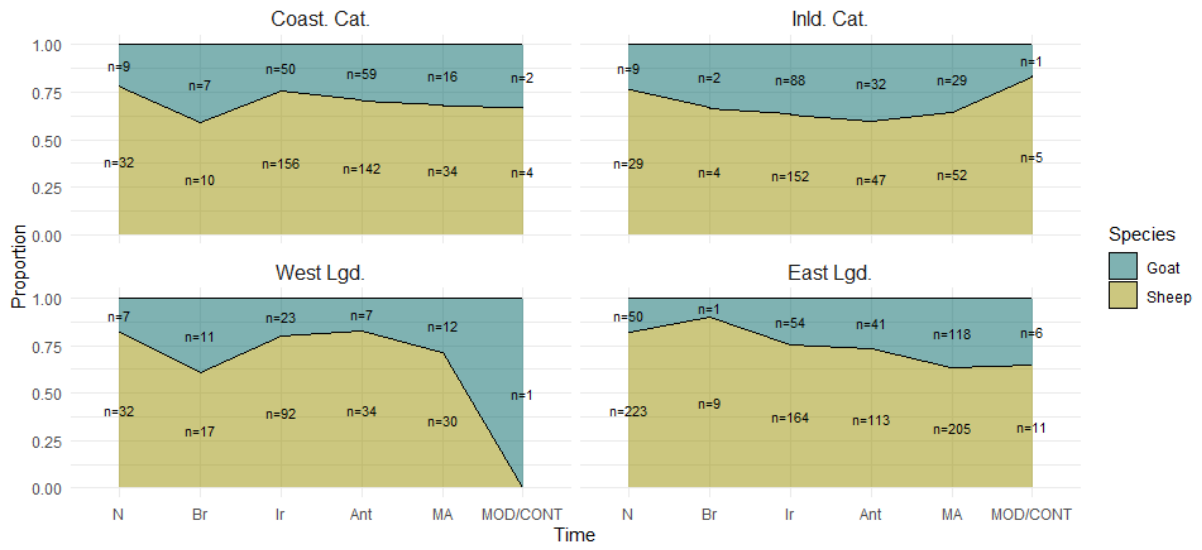 Coast. Cat. Inld. Cat.
1.00
0.75
0.50
0.25
0.00
n=9 n=7 n=50 n=59 n=16 n=2
n=32 n=10 n=156 n=142 n=34 n=4
n=9 n=2 n=88 n=32 n=29 n=1
n=29 n=4 n=152 n=47 n=52 n=5
West Lgd. East Lgd.
1.00
0.75
0.50
0.25
0.00
n=7 n=11 n=23 n=7 n=12 n=1
n=32 n=17 n=92 n=34 n=30
n=50 n=1 n=54 n=41 n=118 n=6
n=223 n=9 n=164 n=113 n=205 n=11
N Br Ir Ant MA MOD/CONT N Br Ir Ant MA MOD/CONT
Time
Proportion
Species
Goat
Sheep